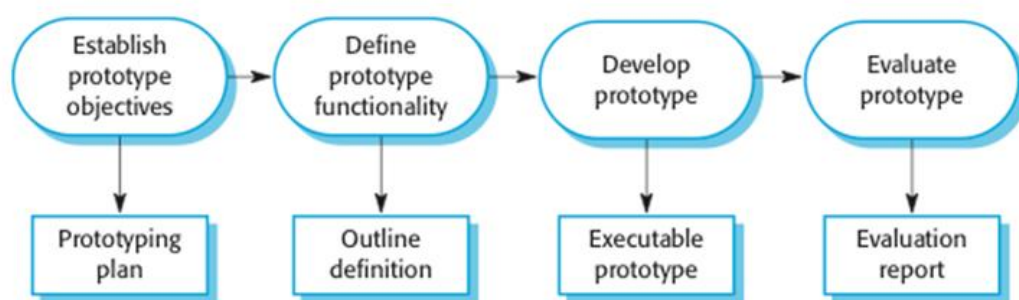 Establish
prototype
objectives
Define
prototype
functionality
Develop
prototype
Evaluate
prototype
Prototyping
plan
Outline
definition
Executable
prototype
Evaluation
report